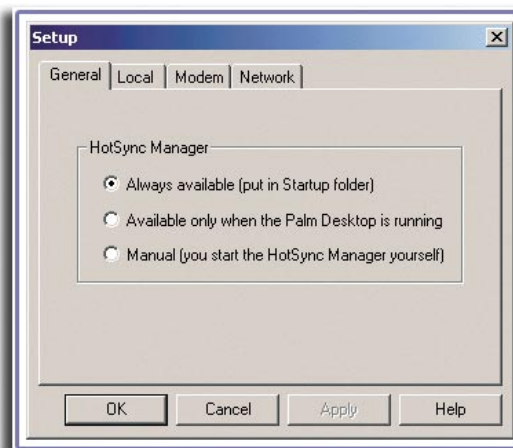 Setup
General
Local
Modem
Network
HotSync Manager
Always available (put in Startup folder)
Available only when the Palm Desktop is running
Manual (you start the HotSync Manager yourself)
OK
Cancel
Apply
Help